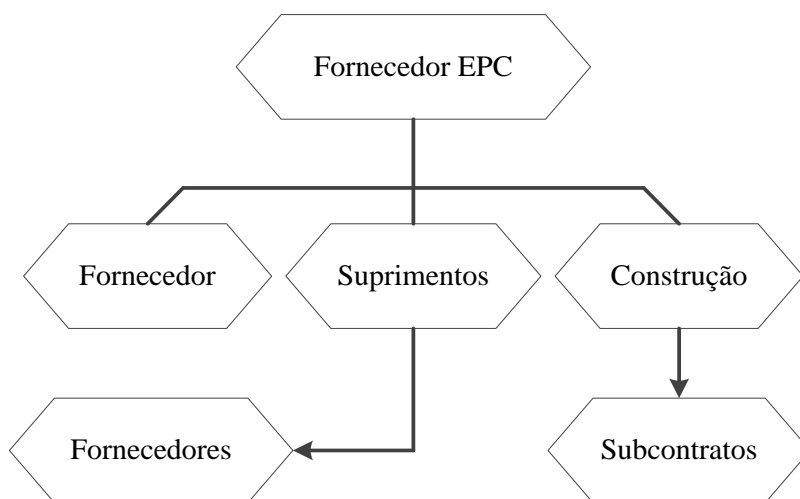 Fornecedor EPC
Fornecedor
Suprimentos
Construção
Fornecedores
Subcontratos